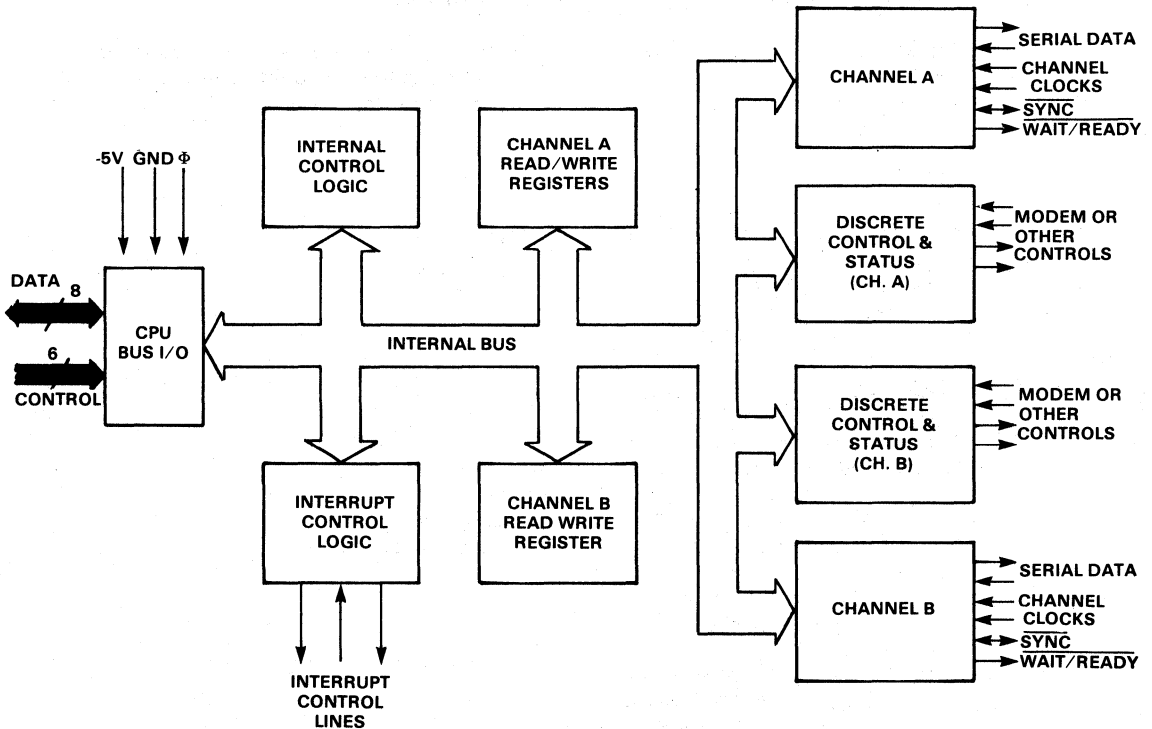 CHANNEL A
SERIAL DATA
CHANNEL
CLOCKS
SYNC
WAIT/READY
INTERNAL
CONTROL
LOGIC
CHANNEL A
READ/WRITE
REGISTERS
-5V GND Φ
DISCRETE
CONTROL &
STATUS
(CH. A)
MODEM OR
OTHER
CONTROLS
DATA
8
CPU
BUS I/O
6
CONTROL
INTERNAL BUS
DISCRETE
CONTROL &
STATUS
(CH. B)
MODEM OR
OTHER
CONTROLS
INTERRUPT
CONTROL
LOGIC
CHANNEL B
READ WRITE
REGISTER
CHANNEL B
SERIAL DATA
CHANNEL
CLOCKS
SYNC
WAIT/READY
INTERRUPT
CONTROL
LINES